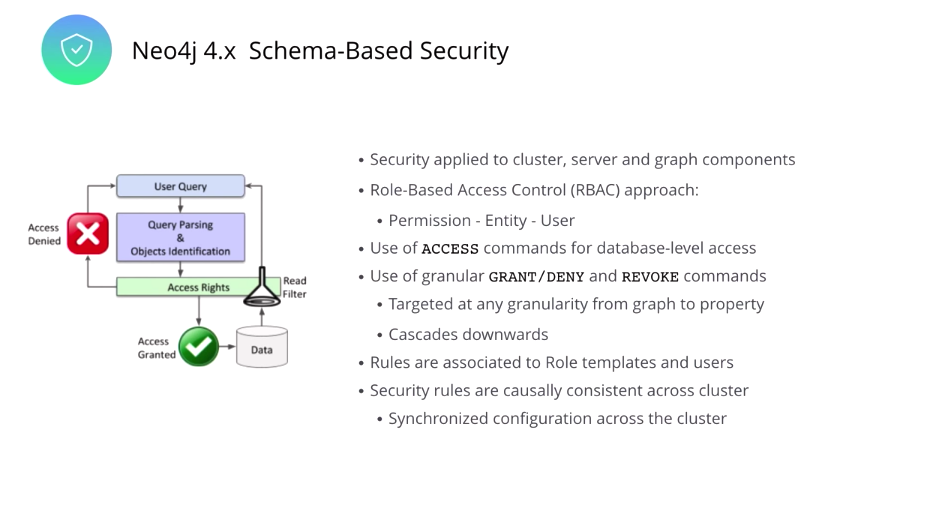 Neo4j 4.x Schema-Based Security
User Query
Access
Denied
Query Parsing
&
Objects Identification
Access Rights
Read
Filter
Access
Granted
Data
• Security applied to cluster, server and graph components
• Role-Based Access Control (RBAC) approach:
• Permission - Entity - User
• Use of ACCESS commands for database-level access
• Use of granular GRANT/DENY and REVOKE commands
• Targeted at any granularity from graph to property
• Cascades downwards
• Rules are associated to Role templates and users
• Security rules are causally consistent across cluster
• Synchronized configuration across the cluster